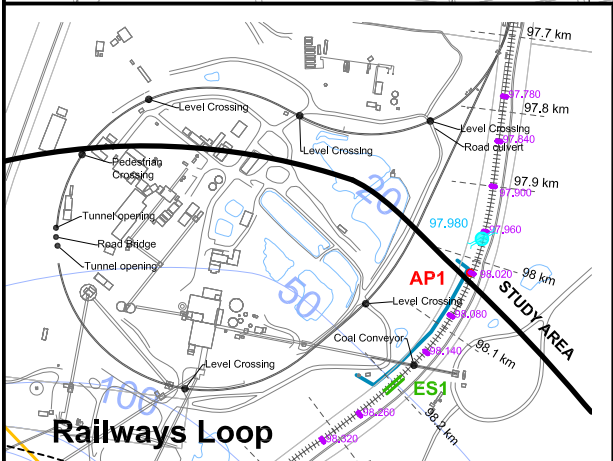 97.7 km
97.780
97.8 km
Level Crossing
Level Crossing
Level Crossing
Road culvert
97.840
Pedestrian
Crossing
20
97.9 km
97.900
Tunnel opening
97.980
97.960
Road Bridge
Tunnel opening
AP1
98.020
98 km
50
STUDY AREA
Level Crossing
98.080
Coal Conveyor
98.1 km
98.140
Level Crossing
100
ES1
98.260
98.2 km
Railways Loop
98.320